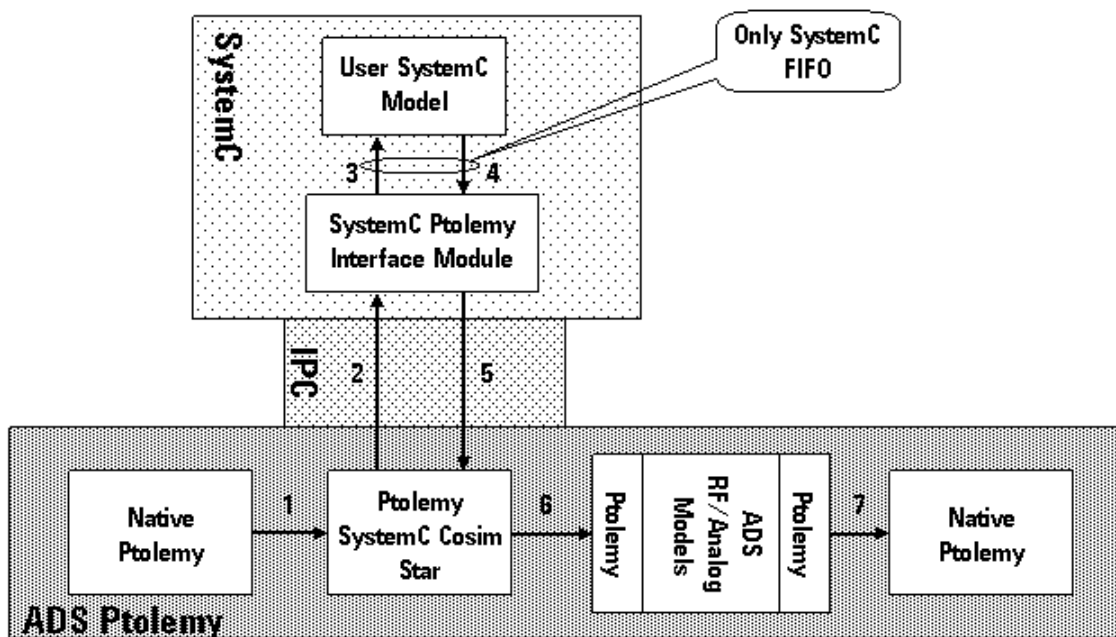 SystemC
User SystemC
Model
Only SystemC
FIFO
3
4
SystemC Ptolemy
Interface Module
IPC
2
5
Native
Ptolemy
1
Ptolemy
SystemC Cosim
Star
6
Ptolemy
ADS
RF/Analog
Models
Ptolemy
7
Native
Ptolemy
ADS Ptolemy